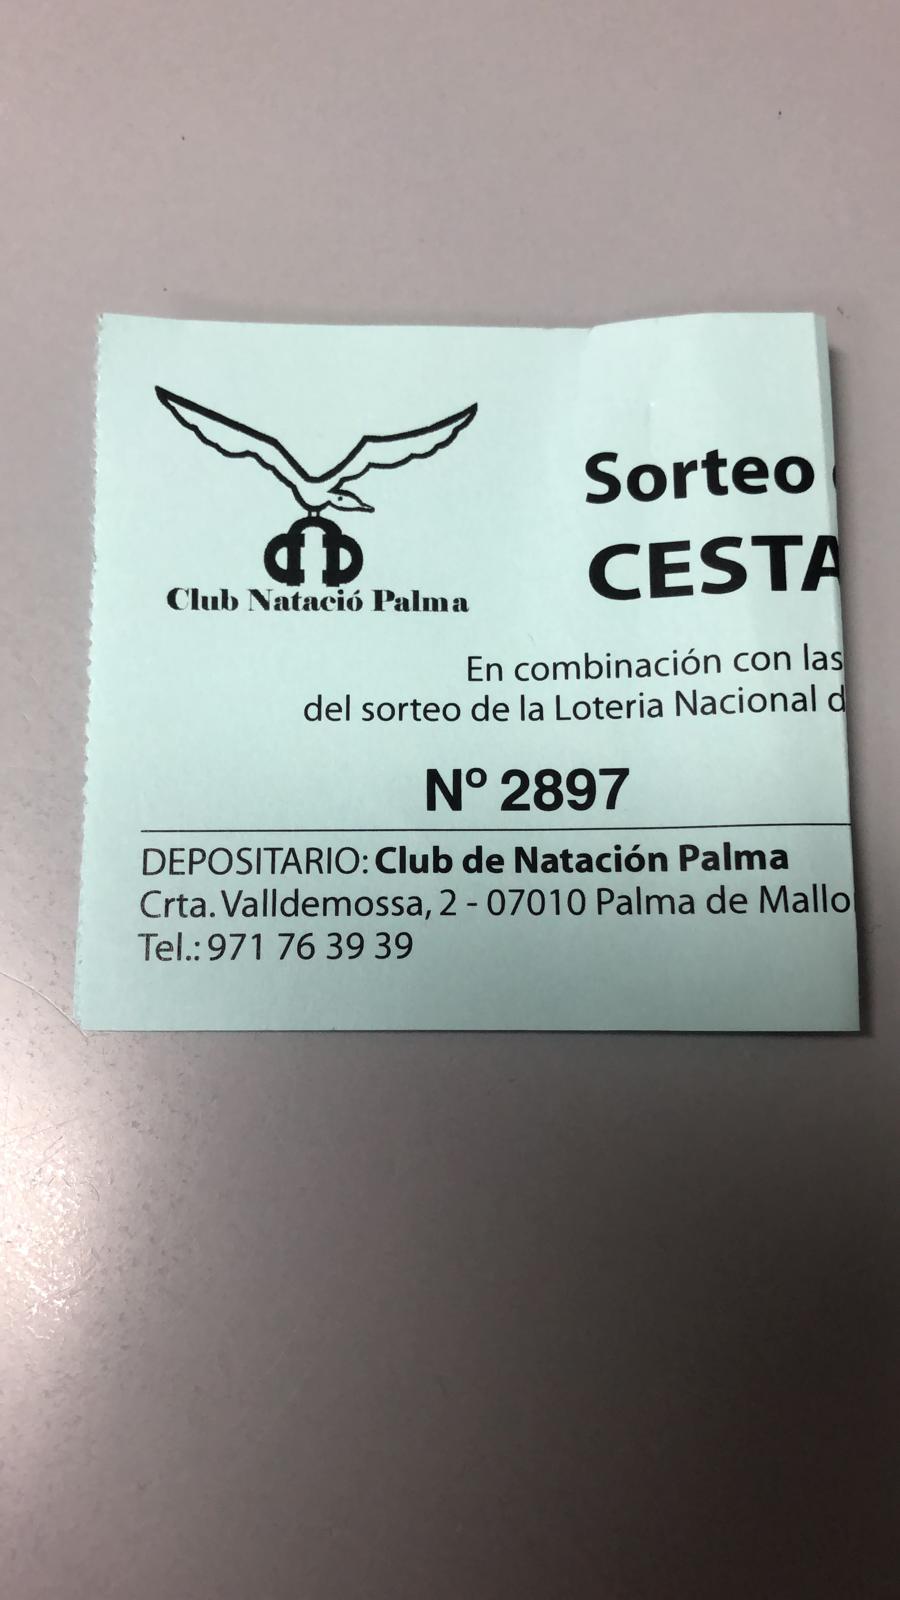 Club Natació Palma
Sorteo
CESTA
En combinación con las
del sorteo de la Loteria Nacional d
Nº 2897
DEPOSITARIO: Club de Natación Palma
Crta. Valldemossa, 2 - 07010 Palma de Mallo
Tel.: 971 76 39 39